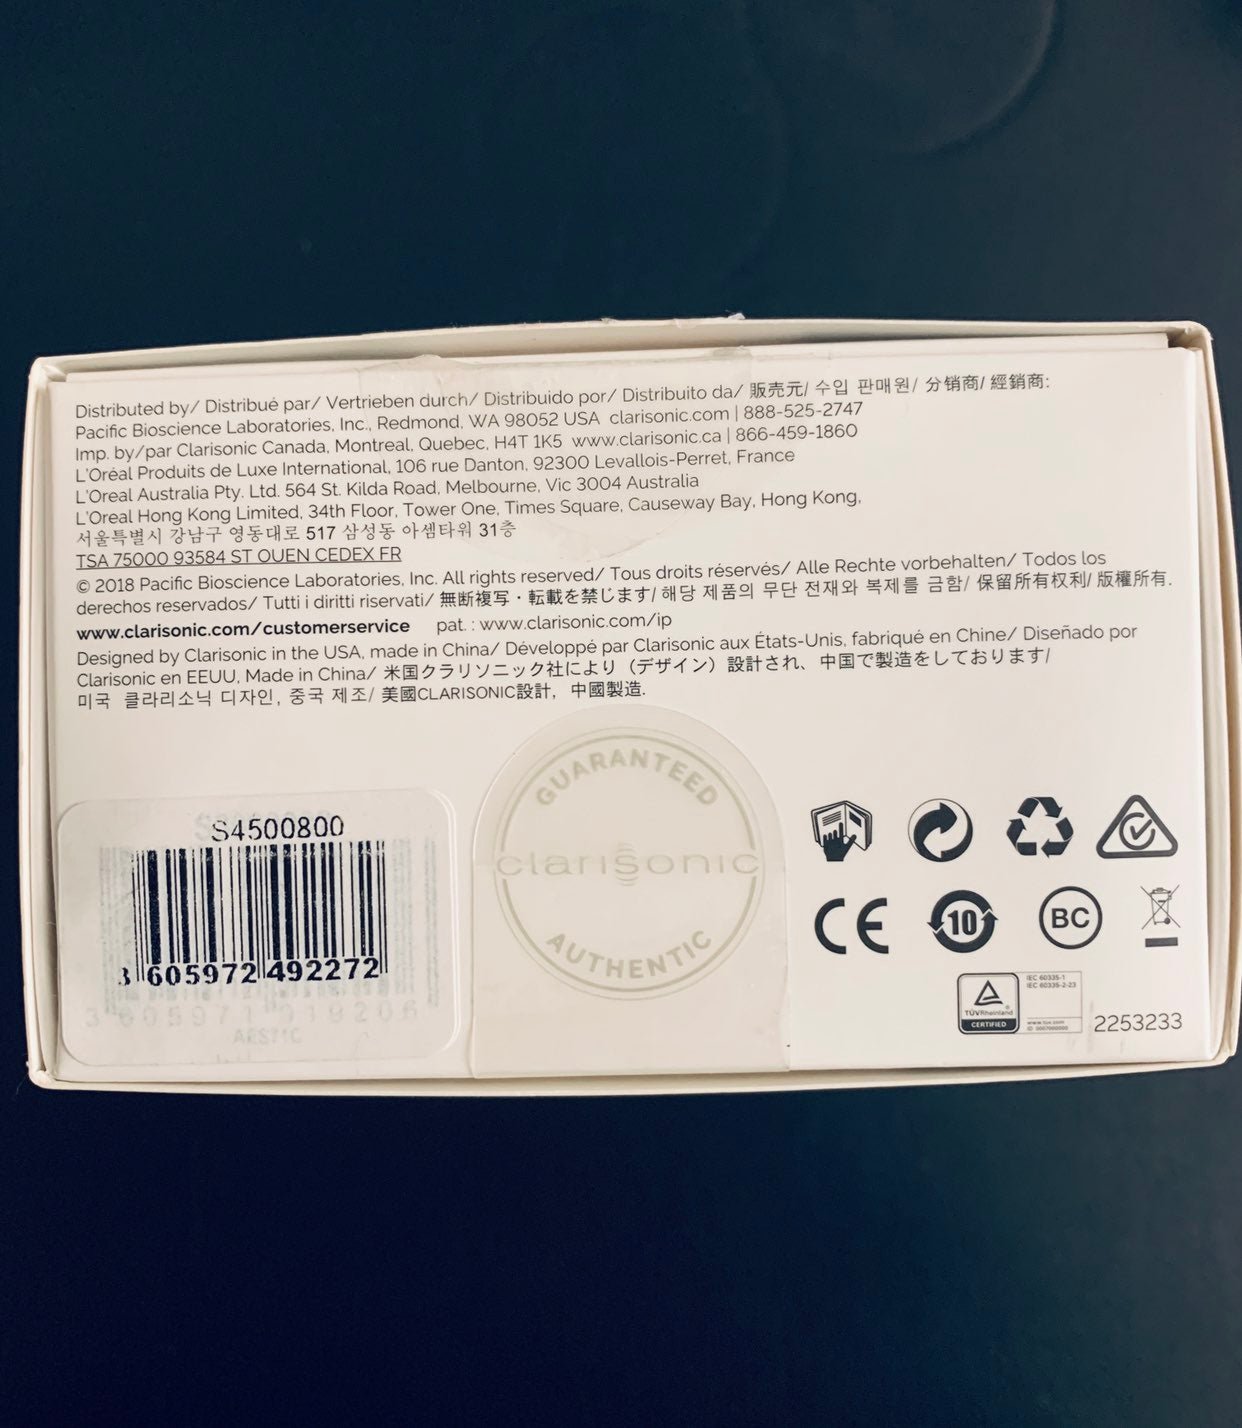 Distributed by/ Distribué par/ Vertrieben durch/ Distribuido por/ Distribuito da/ 販売元/ 수입 판매원/ 分销商/ 經銷商:
Pacific Bioscience Laboratories, Inc., Redmond, WA 98052 USA clarisonic.com | 888-525-2747
Imp. by/par Clarisonic Canada, Montreal, Quebec, H4T 1K5 www.clarisonic.ca | 866-459-1860
L'Oréal Produits de Luxe International, 106 rue Danton, 92300 Levallois-Perret, France
L'Oreal Australia Pty. Ltd. 564 St. Kilda Road, Melbourne, Vic 3004 Australia
L'Oreal Hong Kong Limited, 34th Floor, Tower One, Times Square, Causeway Bay, Hong Kong,
서울특별시 강남구 영동대로 517 삼성동 아셈타워 31층
TSA 75000 93584 ST OUEN CEDEX FR
© 2018 Pacific Bioscience Laboratories, Inc. All rights reserved/ Tous droits réservés/ Alle Rechte vorbehalten/ Todos los
derechos reservados/ Tutti i diritti riservati/ 無断複写・転載を禁じます/ 해당 제품의 무단 전재와 복제를 금함/ 保留所有权利/ 版權所有.
www.clarisonic.com/customerservice pat. : www.clarisonic.com/ip
Designed by Clarisonic in the USA, made in China/ Développé par Clarisonic aux États-Unis, fabriqué en Chine/ Diseñado por
Clarisonic en EEUU, Made in China/ 米国クラリソニック社により（デザイン）設計され、中国で製造をしております/
미국 클라리소닉 디자인, 중국 제조/ 美國CLARISONIC設計, 中國製造.
S4500800
3 605972 492272
GUARANTEED
clarisonic
AUTHENTIC
CE
10
BC
TÜVRheinland
CERTIFIED
IEC 60335-1
IEC 60335-2-23
www.tuv.com
ID 0007000000
2253233